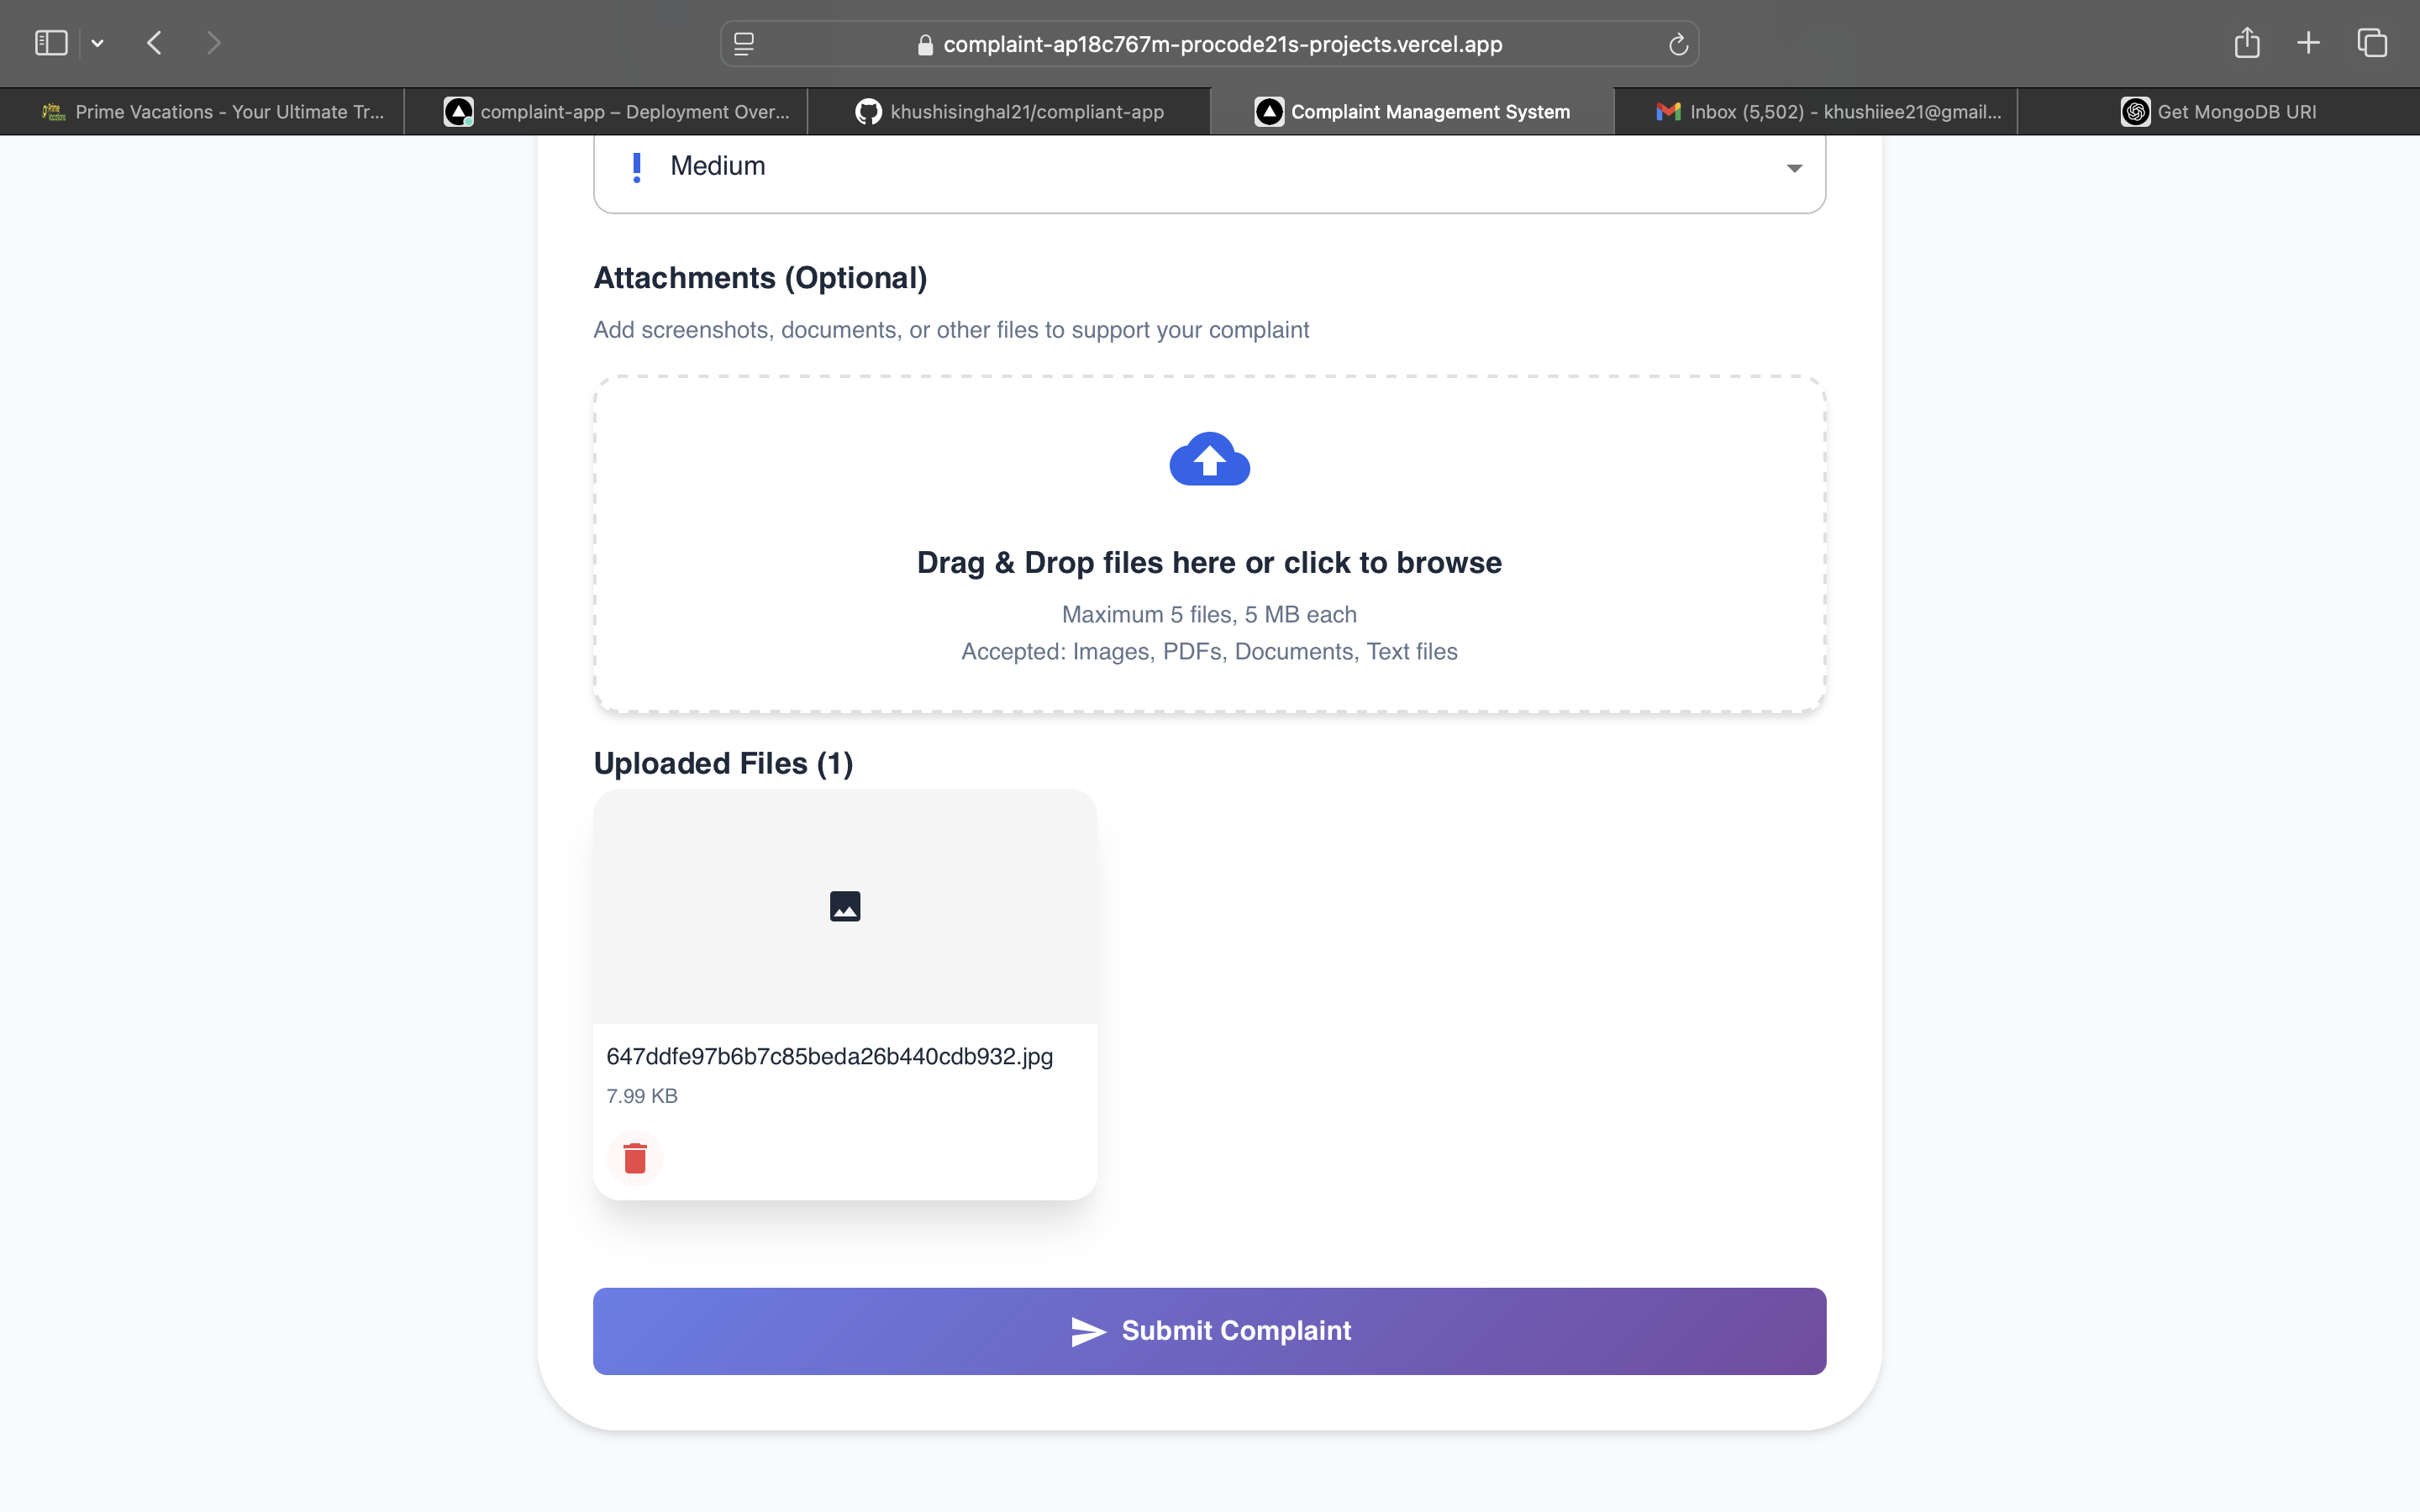 complaint-ap18c767m-procode21s-projects.vercel.app
Prime Vacations - Your Ultimate Tr...
complaint-app – Deployment Over...
khushisinghal21/compliant-app
Complaint Management System
Inbox (5,502) - khushiiee21@gmail...
Get MongoDB URI
Medium
Attachments (Optional)
Add screenshots, documents, or other files to support your complaint
Drag & Drop files here or click to browse
Maximum 5 files, 5 MB each
Accepted: Images, PDFs, Documents, Text files
Uploaded Files (1)
647ddfe97b6b7c85beda26b440cdb932.jpg
7.99 KB
Submit Complaint